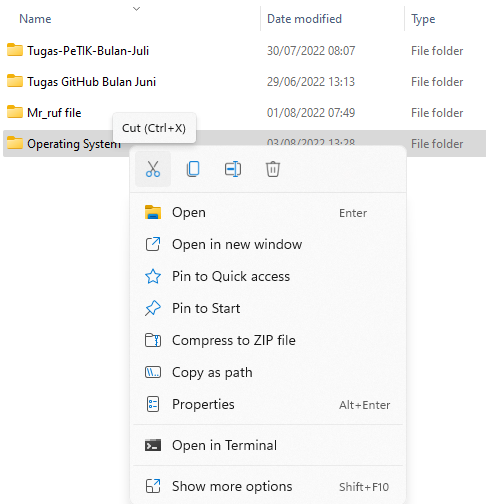 Name Date modified Type
Tugas-PeTIK-Bulan-Juli 30/07/2022 08:07 File folder
Tugas GitHub Bulan Juni 29/06/2022 13:13 File folder
Mr_ruf file 01/08/2022 07:49 File folder
Cut (Ctrl+X)
Operating System 03/08/2022 13:28 File folder
Open Enter
Open in new window
Pin to Quick access
Pin to Start
Compress to ZIP file
Copy as path
Properties Alt+Enter
Open in Terminal
Show more options Shift+F10